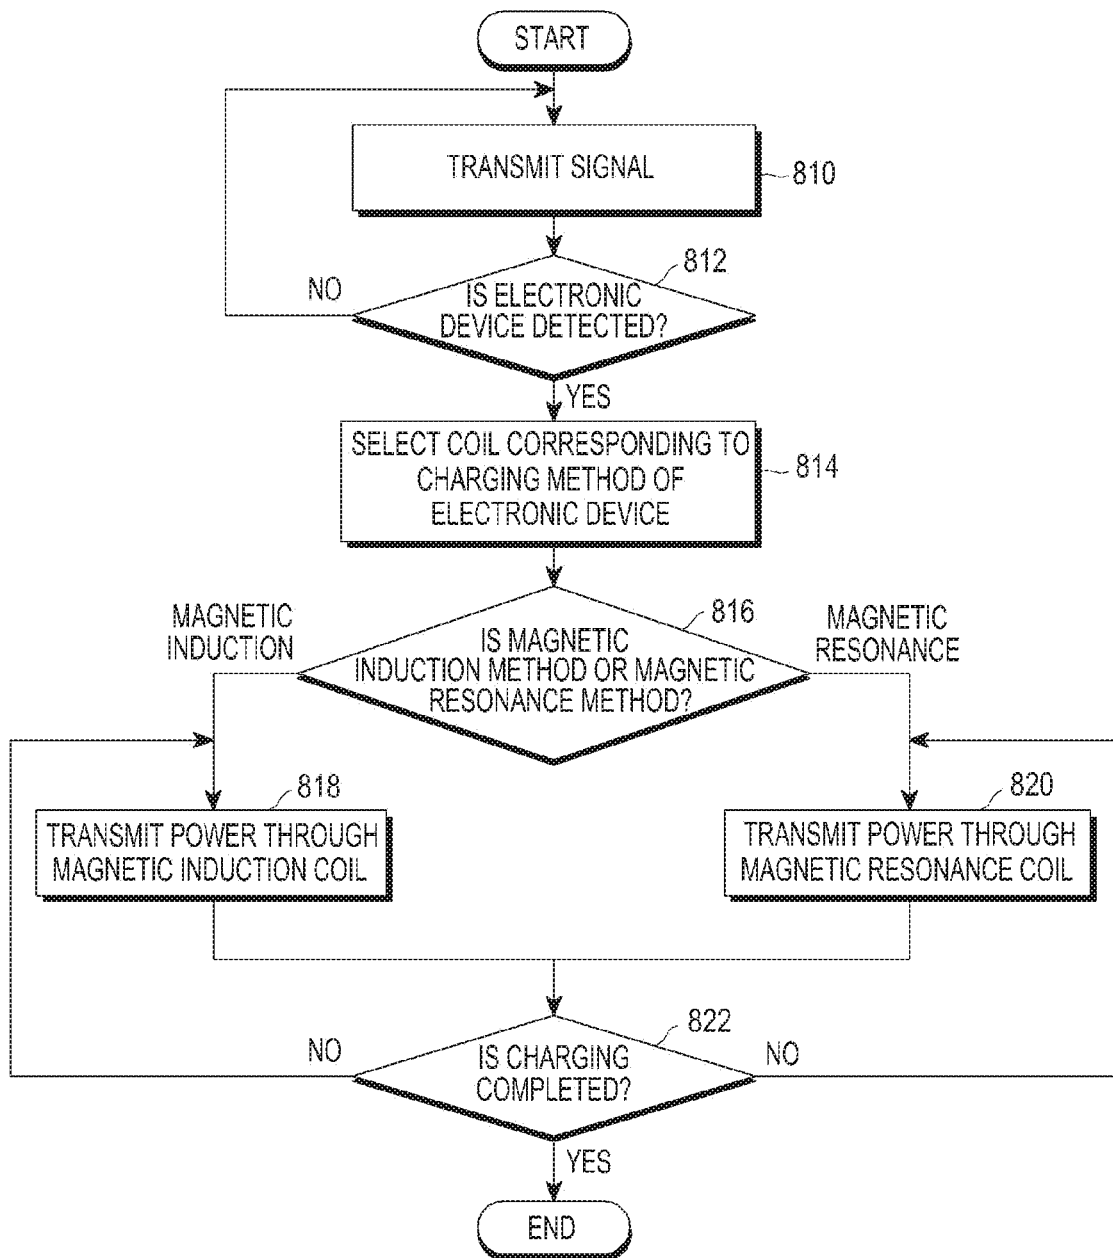 START
TRANSMIT SIGNAL
810
812
NO
IS ELECTRONIC
DEVICE DETECTED?
YES
SELECT COIL CORRESPONDING TO
CHARGING METHOD OF
ELECTRONIC DEVICE
814
MAGNETIC
INDUCTION
816
MAGNETIC
RESONANCE
IS MAGNETIC
INDUCTION METHOD OR MAGNETIC
RESONANCE METHOD?
818
TRANSMIT POWER THROUGH
MAGNETIC INDUCTION COIL
820
TRANSMIT POWER THROUGH
MAGNETIC RESONANCE COIL
822
NO
IS CHARGING
COMPLETED?
NO
YES
END